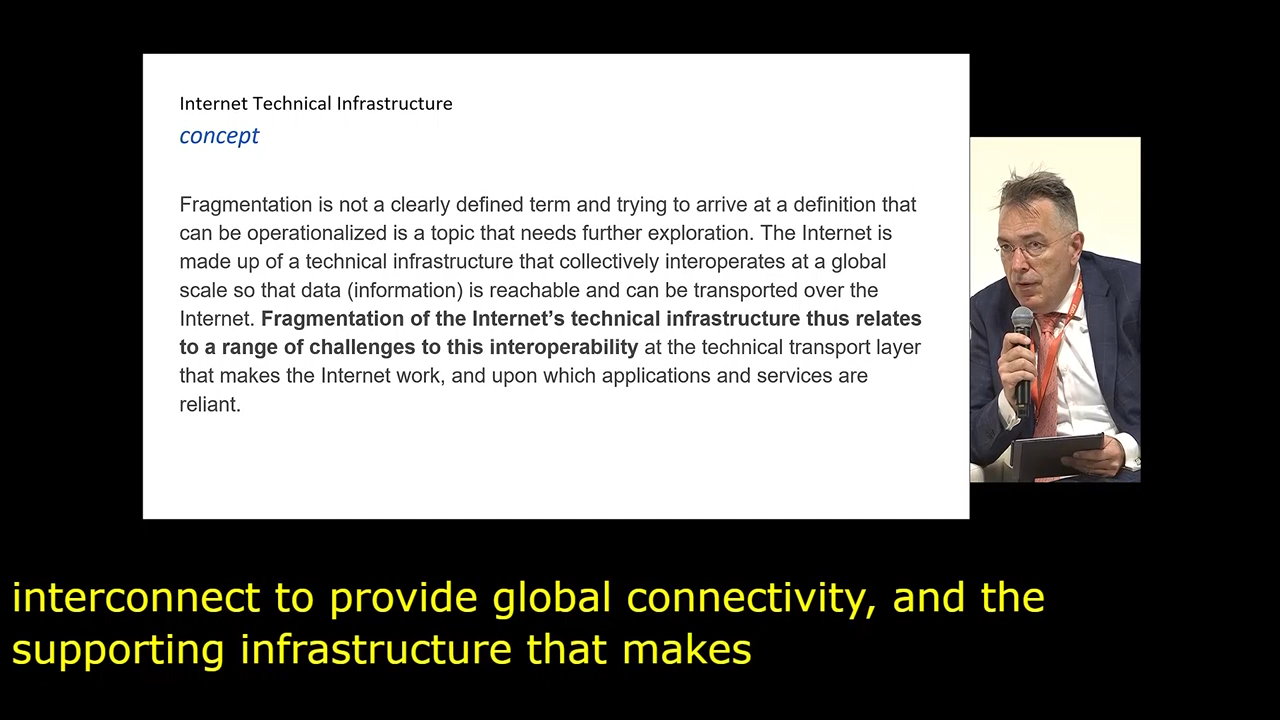 Internet Technical Infrastructure
concept
Fragmentation is not a clearly defined term and trying to arrive at a definition that
can be operationalized is a topic that needs further exploration. The Internet is
made up of a technical infrastructure that collectively interoperates at a global
scale so that data (information) is reachable and can be transported over the
Internet. Fragmentation of the Internet’s technical infrastructure thus relates
to a range of challenges to this interoperability at the technical transport layer
that makes the Internet work, and upon which applications and services are
reliant.
interconnect to provide global connectivity, and the
supporting infrastructure that makes